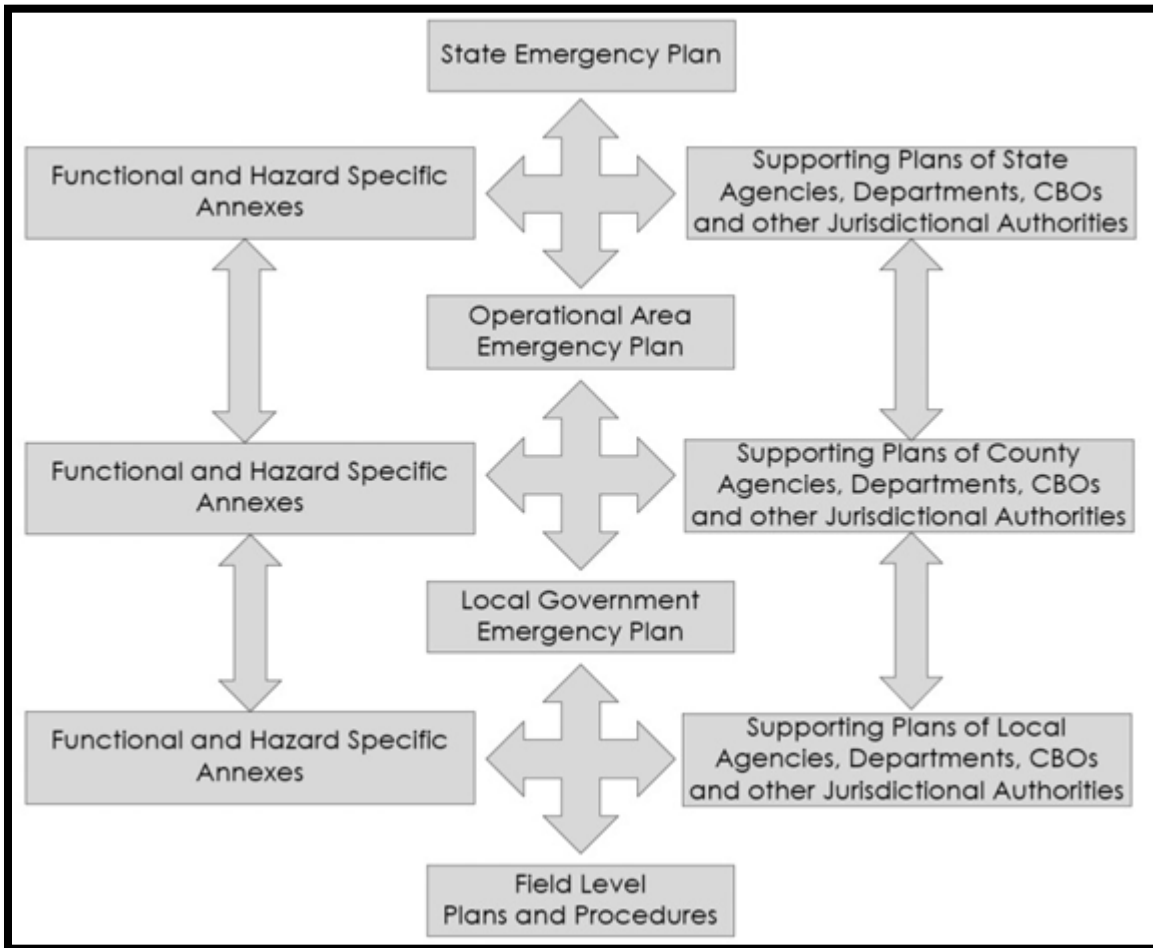 State Emergency Plan
Functional and Hazard Specific
Annexes
Supporting Plans of State
Agencies, Departments, CBOs
and other Jurisdictional Authorities
Operational Area
Emergency Plan
Functional and Hazard Specific
Annexes
Supporting Plans of County
Agencies, Departments, CBOs
and other Jurisdictional Authorities
Local Government
Emergency Plan
Functional and Hazard Specific
Annexes
Supporting Plans of Local
Agencies, Departments, CBOs
and other Jurisdictional Authorities
Field Level
Plans and Procedures